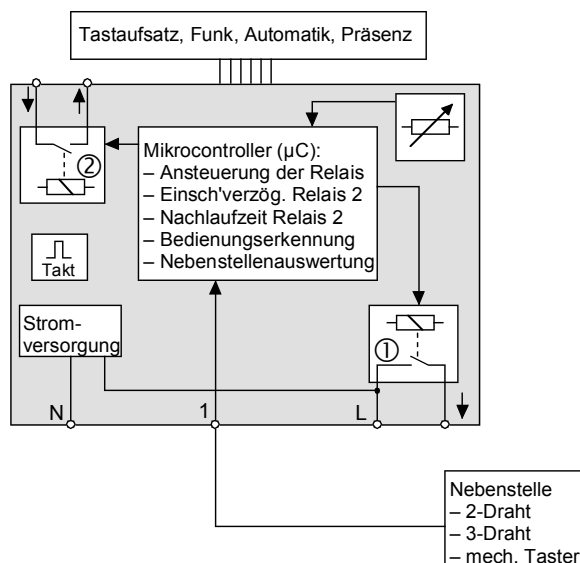 Tastaufsatz, Funk, Automatik, Präsenz
Mikrocontroller (µC):
– Ansteuerung der Relais
– Einsch'verzög. Relais 2
– Nachlaufzeit Relais 2
– Bedienungserkennung
– Nebenstellenauswertung
②
Takt
Strom-
versorgung
①
N
1
L
Nebenstelle
– 2-Draht
– 3-Draht
– mech. Taster